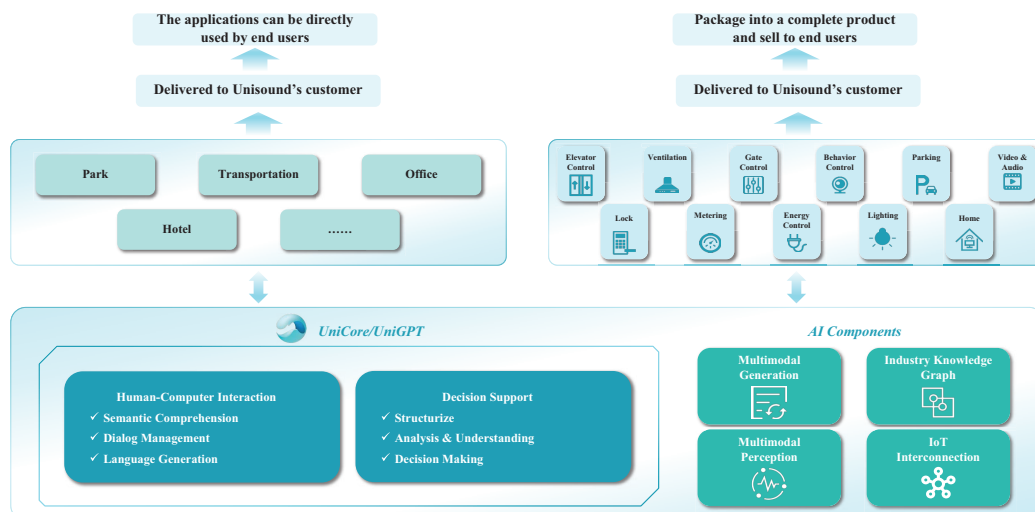 The applications can be directly
used by end users
Package into a complete product
and sell to end users
Delivered to Unisound's customer
Delivered to Unisound's customer
Park
Transportation
Office
Hotel
......
Elevator
Control
Ventilation
Gate
Control
Behavior
Control
Parking
Video &
Audio
Lock
Metering
Energy
Control
Lighting
Home
UniCore/UniGPT
AI Components
Human-Computer Interaction
✓ Semantic Comprehension
✓ Dialog Management
✓ Language Generation
Decision Support
✓ Structurize
✓ Analysis & Understanding
✓ Decision Making
Multimodal
Generation
Industry Knowledge
Graph
Multimodal
Perception
IoT
Interconnection